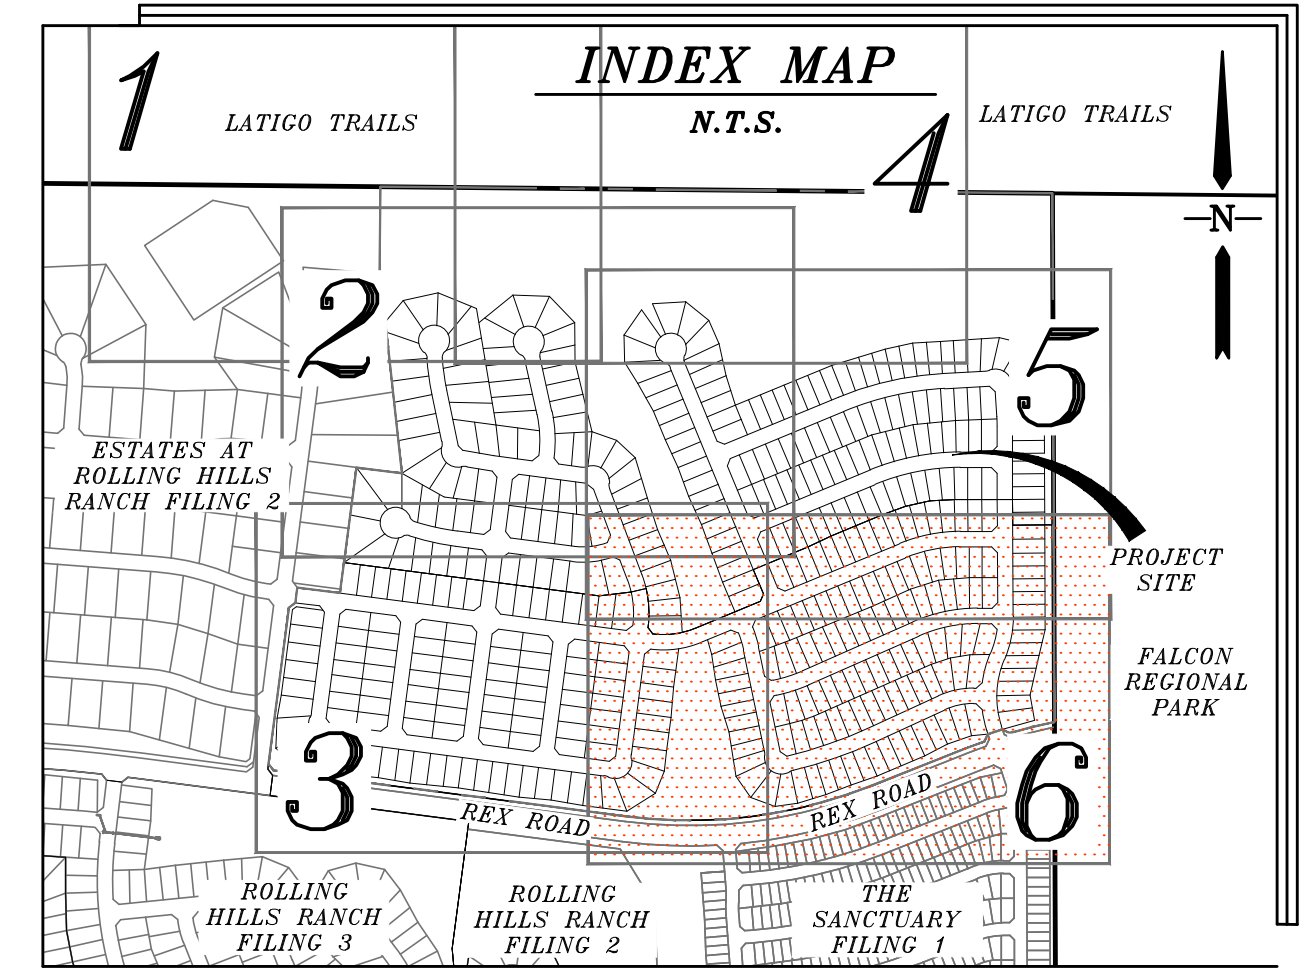 INDEX MAP
N.T.S.
1
LATIGO TRAILS
LATIGO TRAILS
4
N
2
5
ESTATES AT
ROLLING HILLS
RANCH FILING 2
PROJECT
SITE
FALCON
REGIONAL
PARK
3
6
REX ROAD
REX ROAD
ROLLING
HILLS RANCH
FILING 3
ROLLING
HILLS RANCH
FILING 2
THE
SANCTUARY
FILING 1